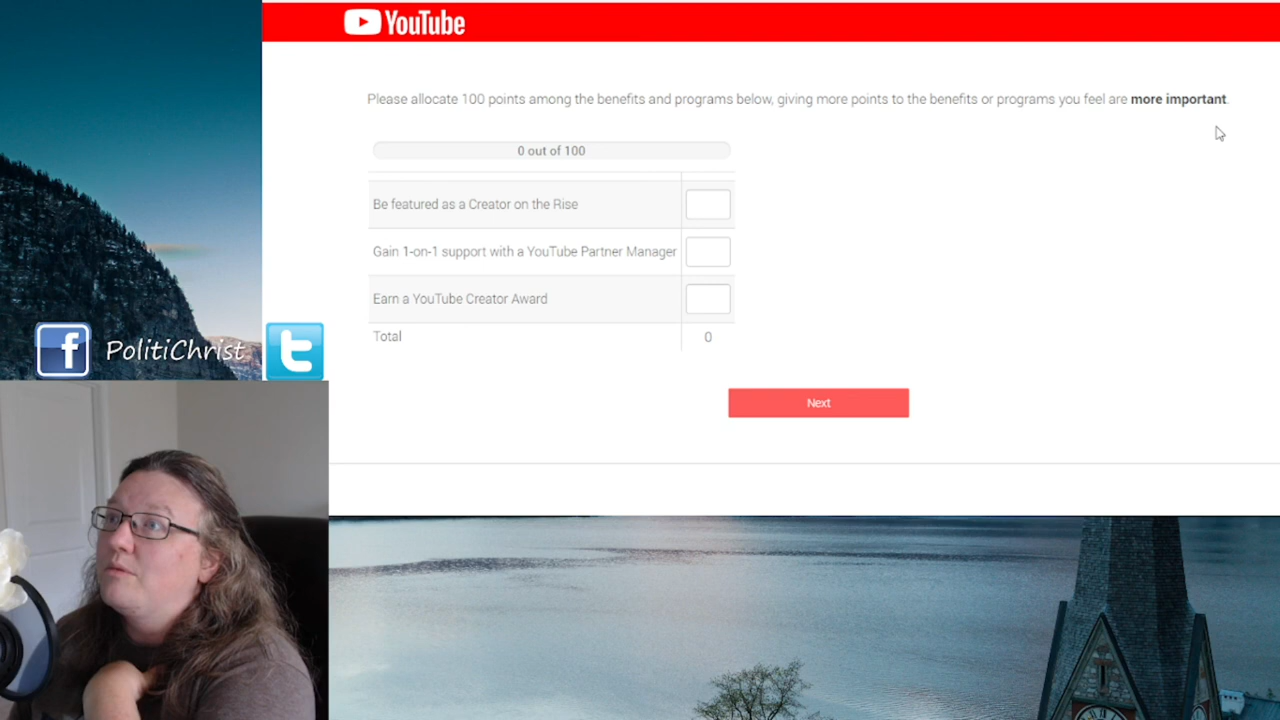 YouTube
Please allocate 100 points among the benefits and programs below, giving more points to the benefits or programs you feel are more important.
0 out of 100
Be featured as a Creator on the Rise
Gain 1-on-1 support with a YouTube Partner Manager
Earn a YouTube Creator Award
Total 0
Next
f PolitiChrist t